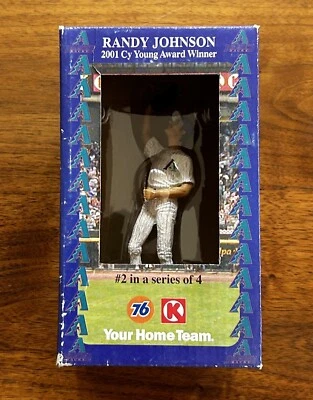 RANDY JOHNSON
2001 Cy Young Award Winner
A
#2 in a series of 4
76
K
Your Home Team.